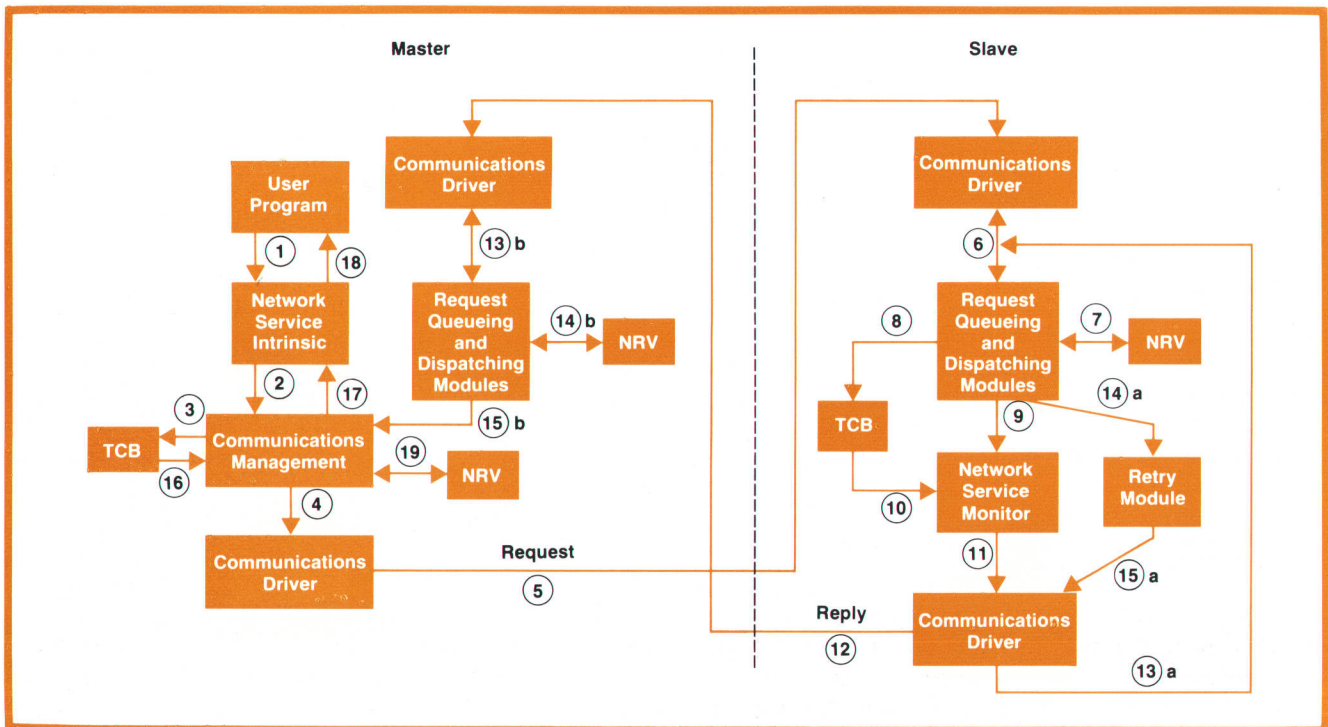 Master
Slave
Communications
Driver
User
Program
1
18
Network
Service
Intrinsic
2
17
3
TCB
16
Communications
Management
19
NRV
4
Communications
Driver
13 b
Request
Queueing
and
Dispatching
Modules
14 b
NRV
15 b
Request
5
Reply
12
Communications
Driver
6
Request
Queueing
and
Dispatching
Modules
7
NRV
8
TCB
9
10
14 a
Network
Service
Monitor
Retry
Module
11
15 a
Communications
Driver
13 a